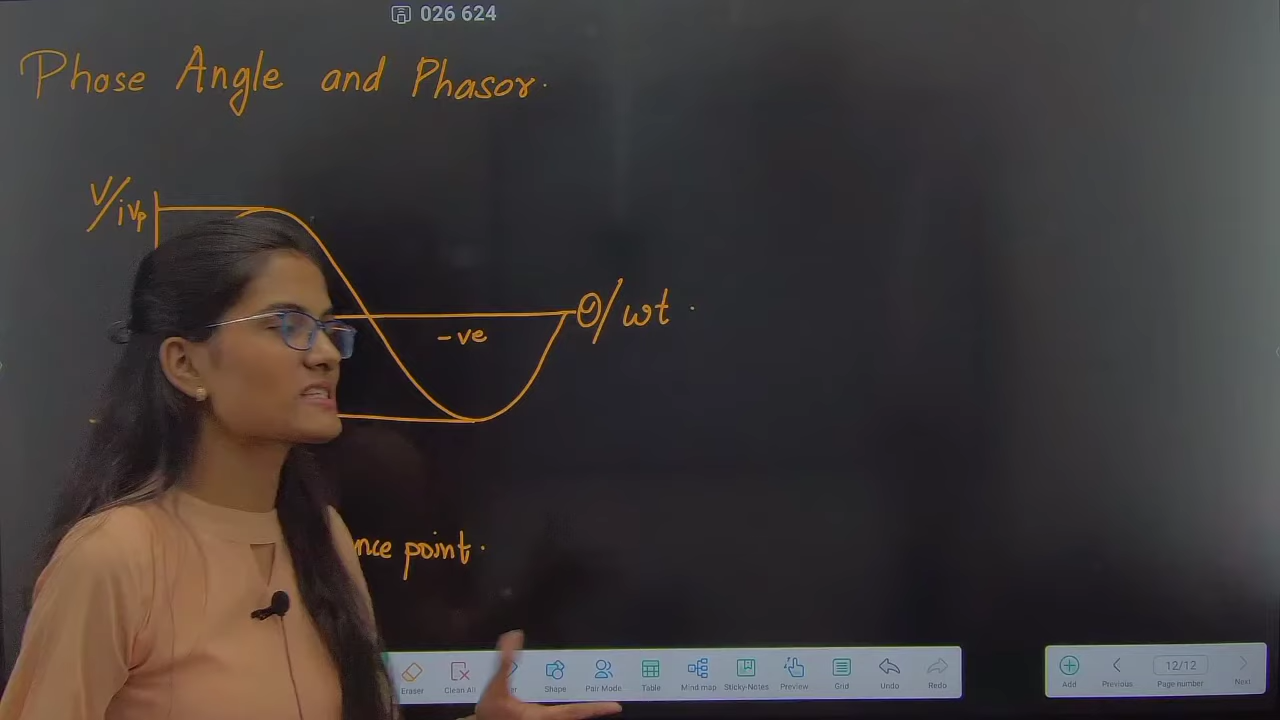 026 624
Phase Angle and Phasor.
V/i Vp
θ/ωt .
-ve
point.
Eraser Clean All Shape Pair Mode Table Mind map Sticky-Notes Preview Grid Undo Redo
Add Previous 12/12 Page number Next